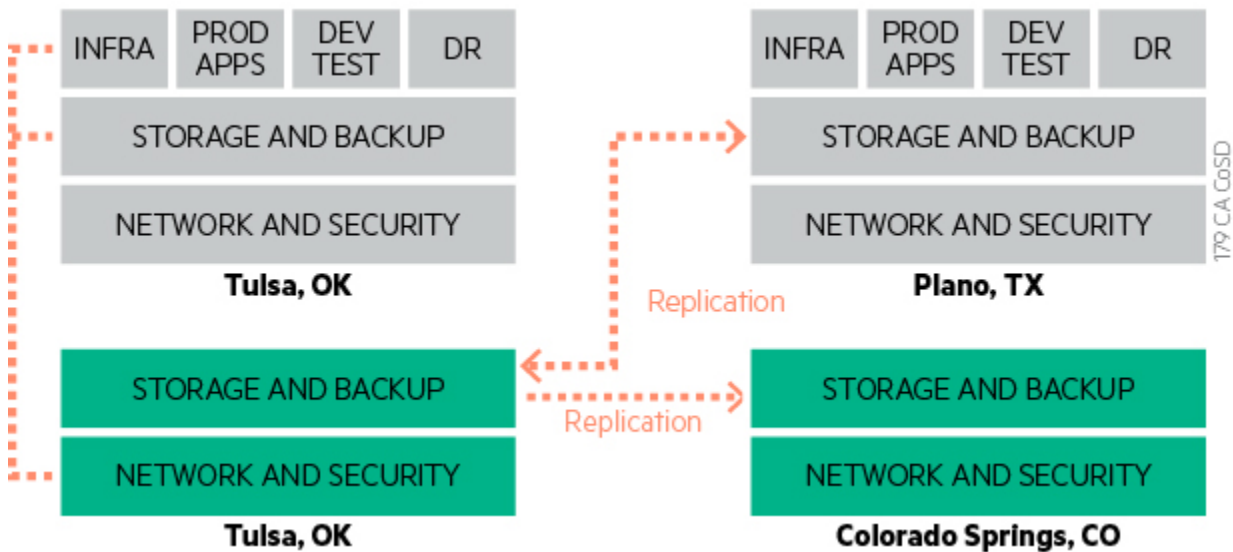 INFRA
PROD
APPS
DEV
TEST
DR
STORAGE AND BACKUP
NETWORK AND SECURITY
Tulsa, OK
INFRA
PROD
APPS
DEV
TEST
DR
STORAGE AND BACKUP
NETWORK AND SECURITY
Plano, TX
179 CA CoSD
Replication
STORAGE AND BACKUP
NETWORK AND SECURITY
Tulsa, OK
Replication
STORAGE AND BACKUP
NETWORK AND SECURITY
Colorado Springs, CO